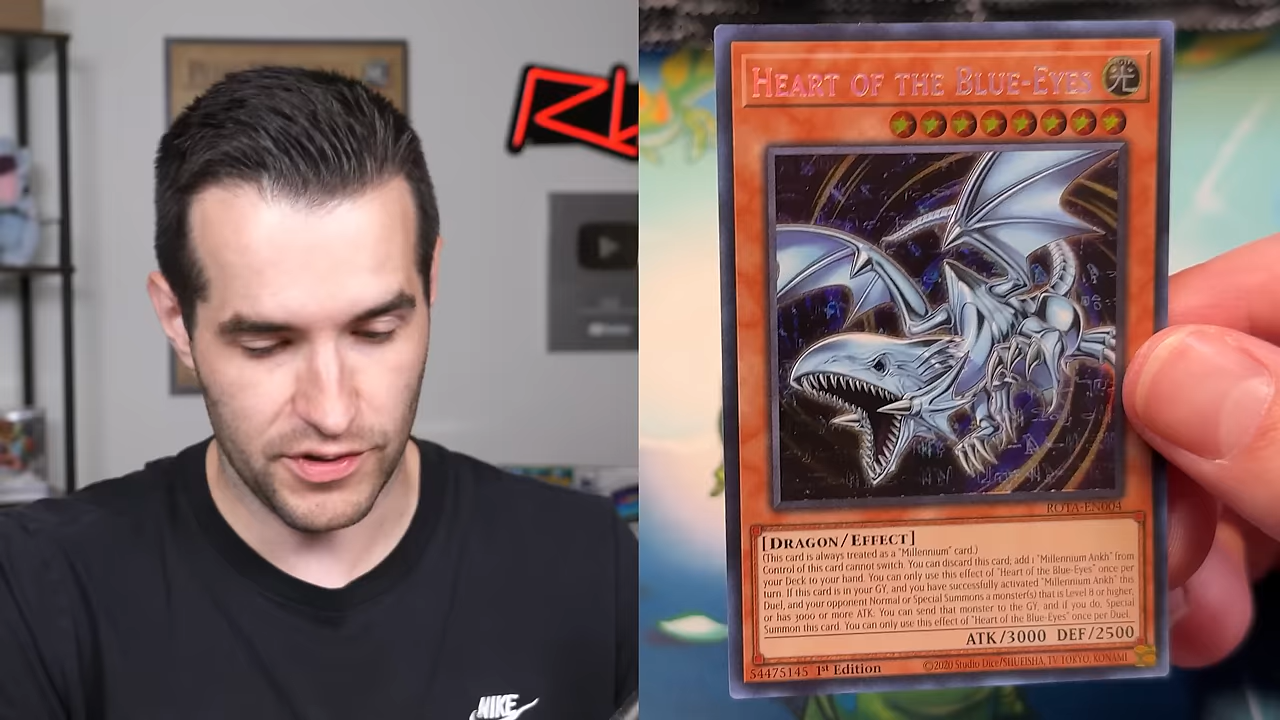 NIKE
HEART OF THE BLUE-EYES
光
ROTA-EN004
[DRAGON/EFFECT]
(This card is always treated as a "Millennium" card.)
Control of this card cannot switch. You can discard this card; add 1 "Millennium Ankh" from
your Deck to your hand. You can only use this effect of "Heart of the Blue-Eyes" once per
turn. If this card is in your GY, and you have successfully activated "Millennium Ankh" this
Duel, and your opponent Normal or Special Summons a monster(s) that is Level 8 or higher,
or has 3000 or more ATK: You can send that monster to the GY, and if you do, Special
Summon this card. You can only use this effect of "Heart of the Blue-Eyes" once per Duel.
ATK/3000 DEF/2500
54475145 1st Edition
©2020 Studio Dice/SHUEISHA, TV TOKYO, KONAMI